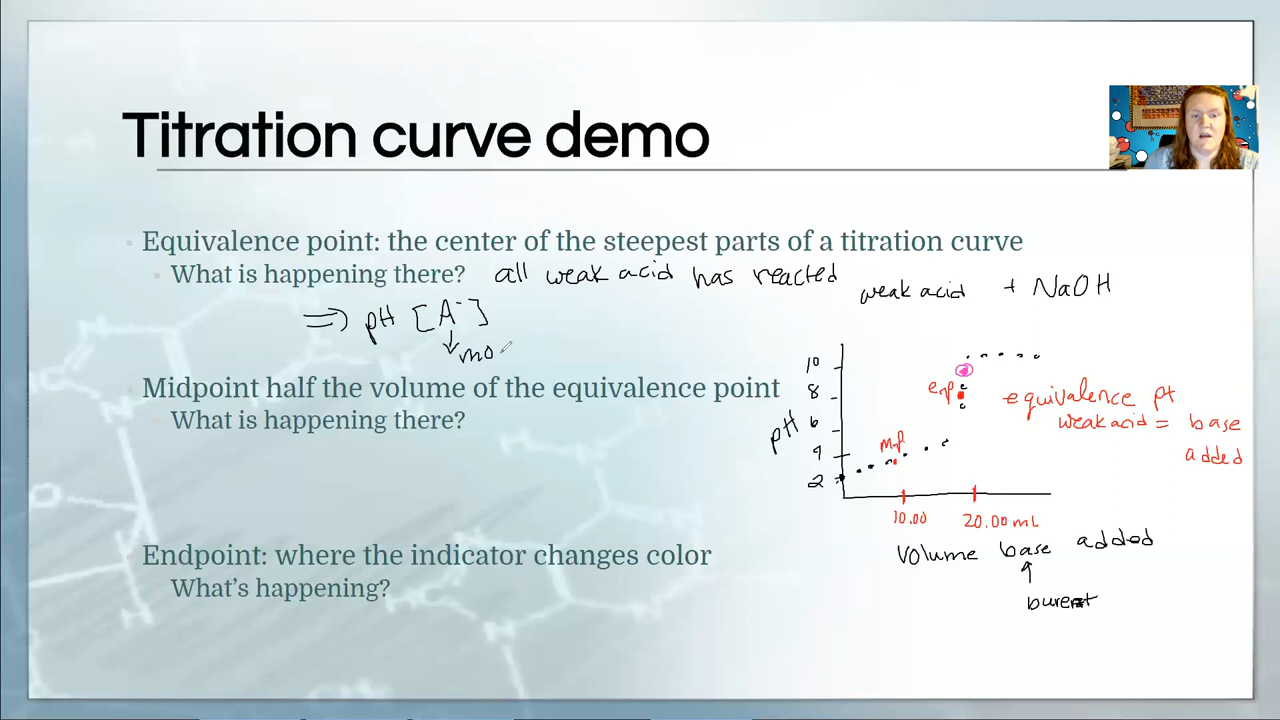 Titration curve demo
Equivalence point: the center of the steepest parts of a titration curve
What is happening there? all weak acid has reacted
weak acid + NaOH
⇒ pH [A⁻]
↓ mo
Midpoint half the volume of the equivalence point
What is happening there?
Endpoint: where the indicator changes color
What's happening?
pH
10
8
6
4
2
enp
mp
equivalence pt
weak acid = base
added
10.00
20.00 mL
Volume base added
↑